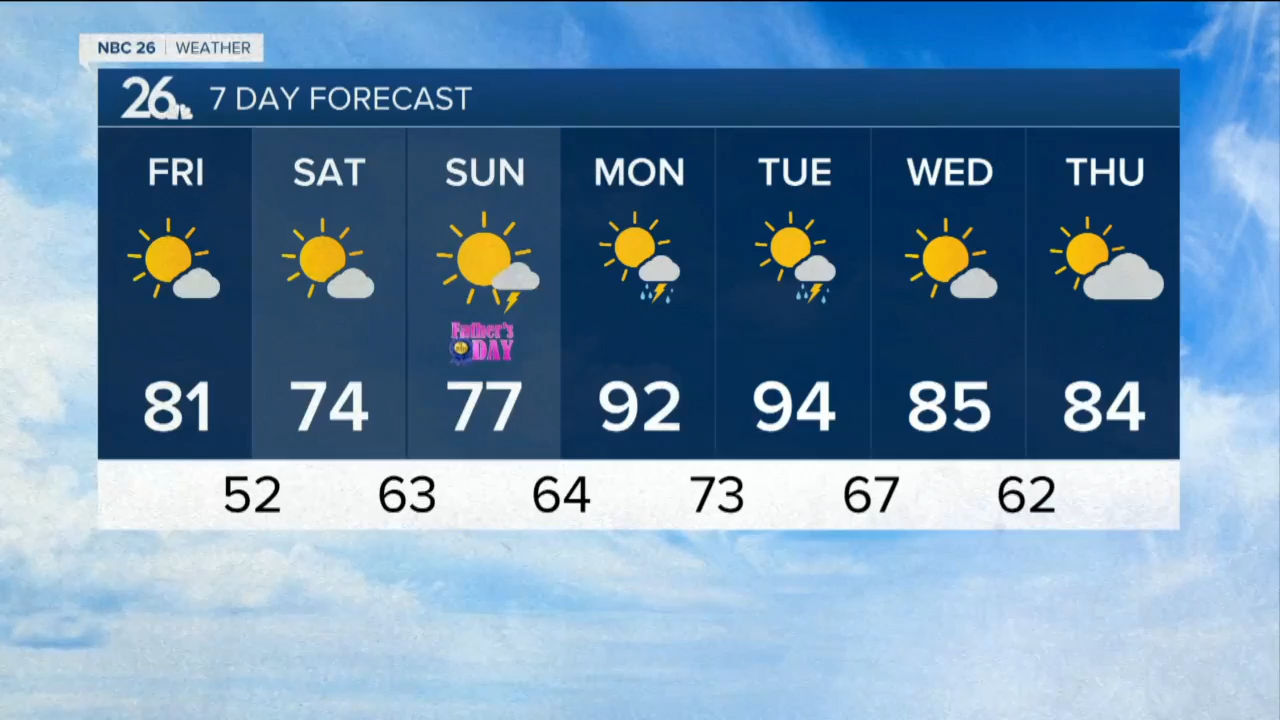 NBC 26 | WEATHER
26 7 DAY FORECAST
FRI SAT SUN MON TUE WED THU
Father's
DAY
81 74 77 92 94 85 84
52 63 64 73 67 62